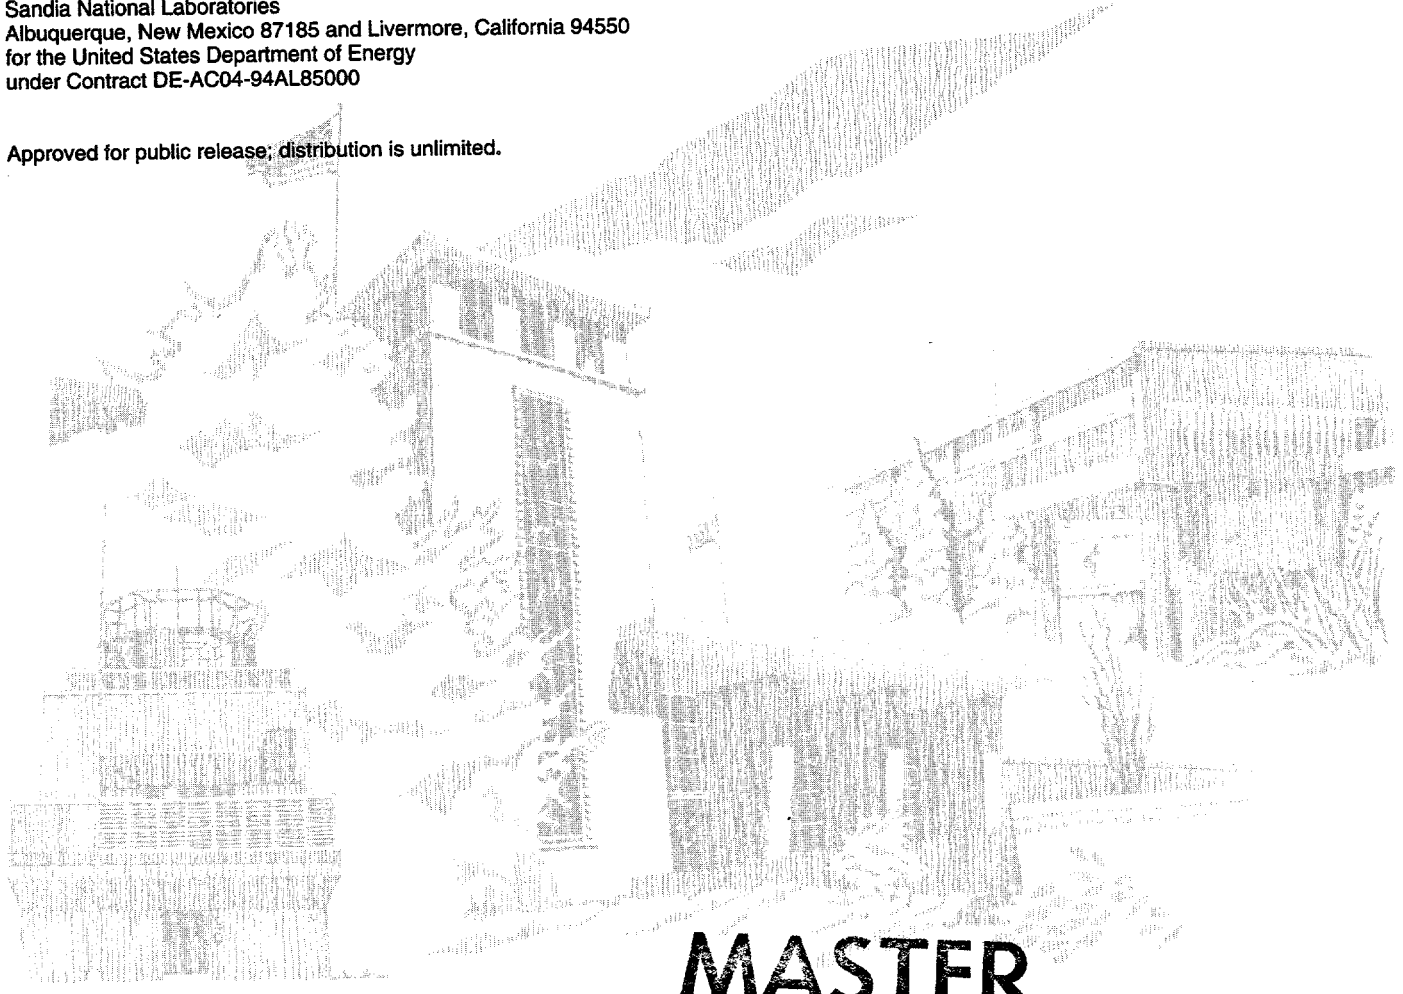 Sandia National Laboratories
Albuquerque, New Mexico 87185 and Livermore, California 94550
for the United States Department of Energy
under Contract DE-AC04-94AL85000
Approved for public release; distribution is unlimited.
MASTER